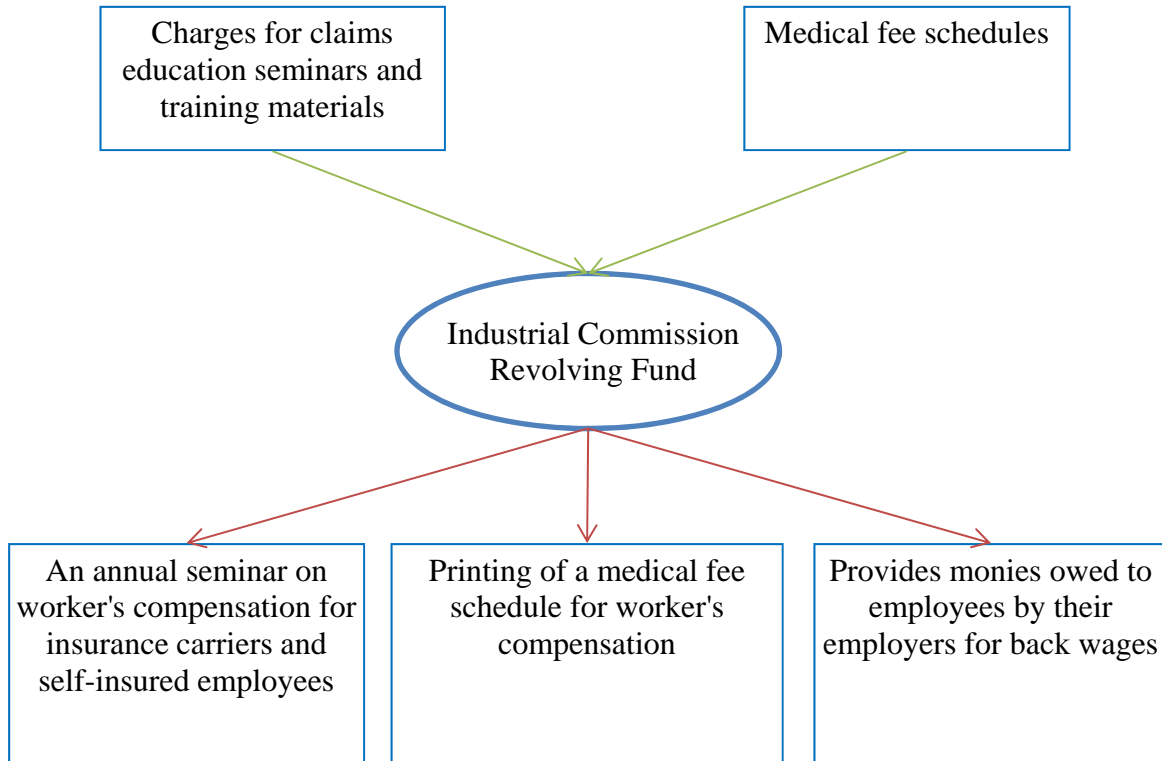 Charges for claims
education seminars and
training materials
Medical fee schedules
Industrial Commission
Revolving Fund
An annual seminar on
worker's compensation for
insurance carriers and
self-insured employees
Printing of a medical fee
schedule for worker's
compensation
Provides monies owed to
employees by their
employers for back wages